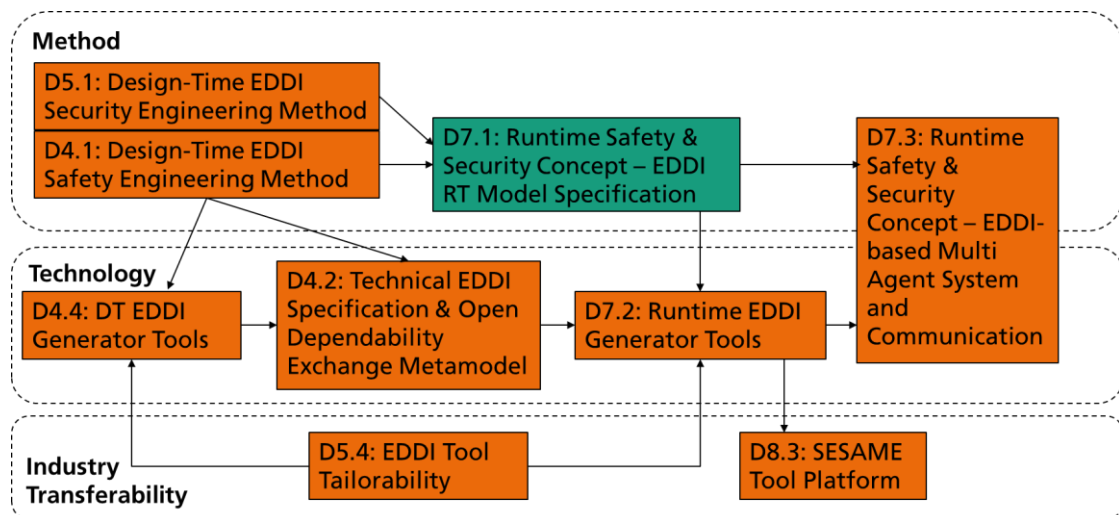 Method
D5.1: Design-Time EDDI
Security Engineering Method
D4.1: Design-Time EDDI
Safety Engineering Method
D7.1: Runtime Safety &
Security Concept – EDDI
RT Model Specification
D7.3: Runtime
Safety &
Security
Concept – EDDI-
based Multi
Agent System
and
Communication
Technology
D4.4: DT EDDI
Generator Tools
D4.2: Technical EDDI
Specification & Open
Dependability
Exchange Metamodel
D7.2: Runtime EDDI
Generator Tools
Industry
Transferability
D5.4: EDDI Tool
Tailorability
D8.3: SESAME
Tool Platform